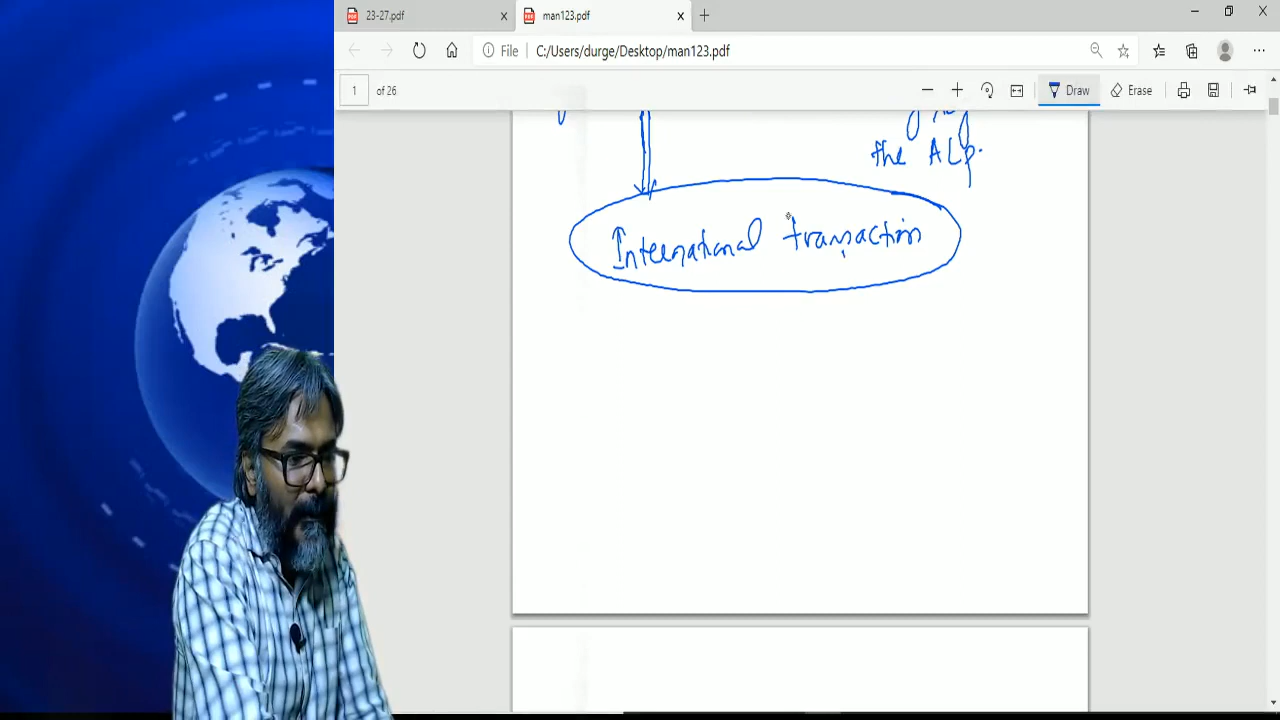 23-27.pdf
man123.pdf
File
C:/Users/durge/Desktop/man123.pdf
1 of 26
Draw
Erase
the ALP.
International transaction